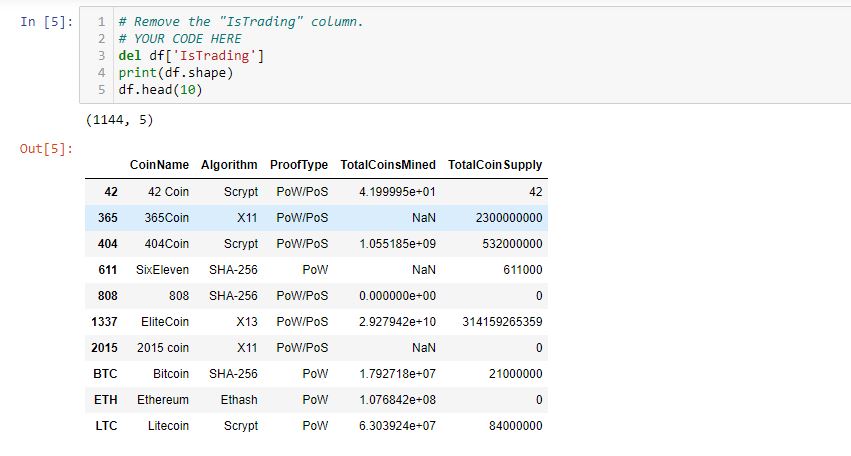 In [5]: 1 # Remove the "IsTrading" column.
2 # YOUR CODE HERE
3 del df['IsTrading']
4 print(df.shape)
5 df.head(10)
(1144, 5)
Out[5]:
CoinName Algorithm ProofType TotalCoinsMined TotalCoinSupply
42 42 Coin Scrypt PoW/PoS 4.199995e+01 42
365 365Coin X11 PoW/PoS NaN 2300000000
404 404Coin Scrypt PoW/PoS 1.055185e+09 532000000
611 SixEleven SHA-256 PoW NaN 611000
808 808 SHA-256 PoW/PoS 0.000000e+00 0
1337 EliteCoin X13 PoW/PoS 2.927942e+10 314159265359
2015 2015 coin X11 PoW/PoS NaN 0
BTC Bitcoin SHA-256 PoW 1.792718e+07 21000000
ETH Ethereum Ethash PoW 1.076842e+08 0
LTC Litecoin Scrypt PoW 6.303924e+07 84000000